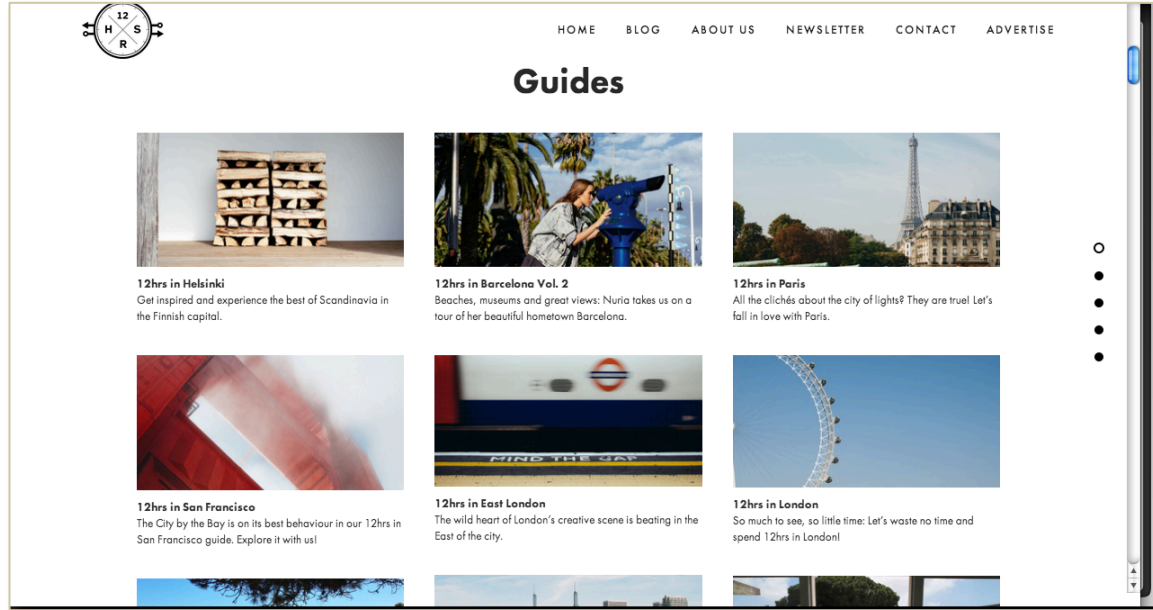 12
H S
R
HOME BLOG ABOUT US NEWSLETTER CONTACT ADVERTISE
Guides
12hrs in Helsinki
Get inspired and experience the best of Scandinavia in
the Finnish capital.
12hrs in Barcelona Vol. 2
Beaches, museums and great views: Nuria takes us on a
tour of her beautiful hometown Barcelona.
12hrs in Paris
All the clichés about the city of lights? They are true! Let's
fall in love with Paris.
MIND THE GAP
12hrs in San Francisco
The City by the Bay is on its best behaviour in our 12hrs in
San Francisco guide. Explore it with us!
12hrs in East London
The wild heart of London's creative scene is beating in the
East of the city.
12hrs in London
So much to see, so little time: Let's waste no time and
spend 12hrs in London!